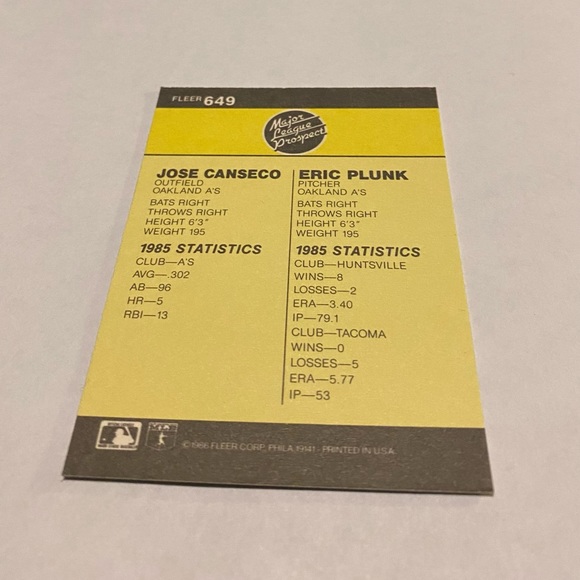 FLEER 649
Major
League
Prospect!
JOSE CANSECO
OUTFIELD
OAKLAND A'S
BATS RIGHT
THROWS RIGHT
HEIGHT 6'3"
WEIGHT 195
1985 STATISTICS
CLUB—A'S
AVG—.302
AB—96
HR—5
RBI—13
ERIC PLUNK
PITCHER
OAKLAND A'S
BATS RIGHT
THROWS RIGHT
HEIGHT 6'3"
WEIGHT 195
1985 STATISTICS
CLUB—HUNTSVILLE
WINS—8
LOSSES—2
ERA—3.40
IP—79.1
CLUB—TACOMA
WINS—0
LOSSES—5
ERA—5.77
IP—53
© 1986 FLEER CORP. PHILA. 19141 - PRINTED IN U.S.A.